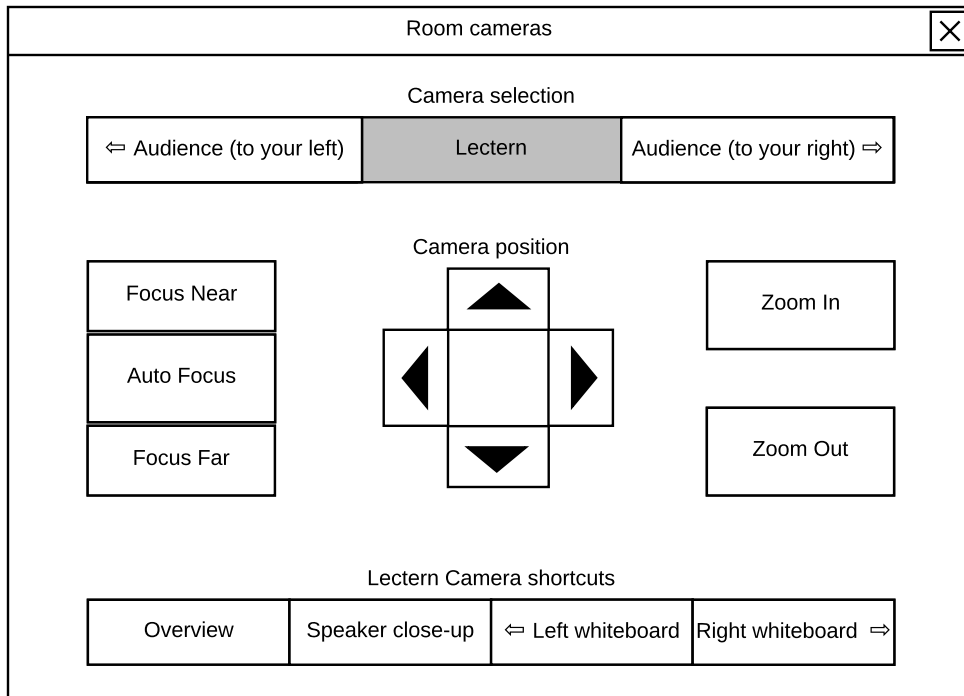 Room cameras
Camera selection
⇦ Audience (to your left)
Lectern
Audience (to your right) ⇨
Camera position
Focus Near
Auto Focus
Focus Far
Zoom In
Zoom Out
Lectern Camera shortcuts
Overview
Speaker close-up
⇦ Left whiteboard
Right whiteboard ⇨